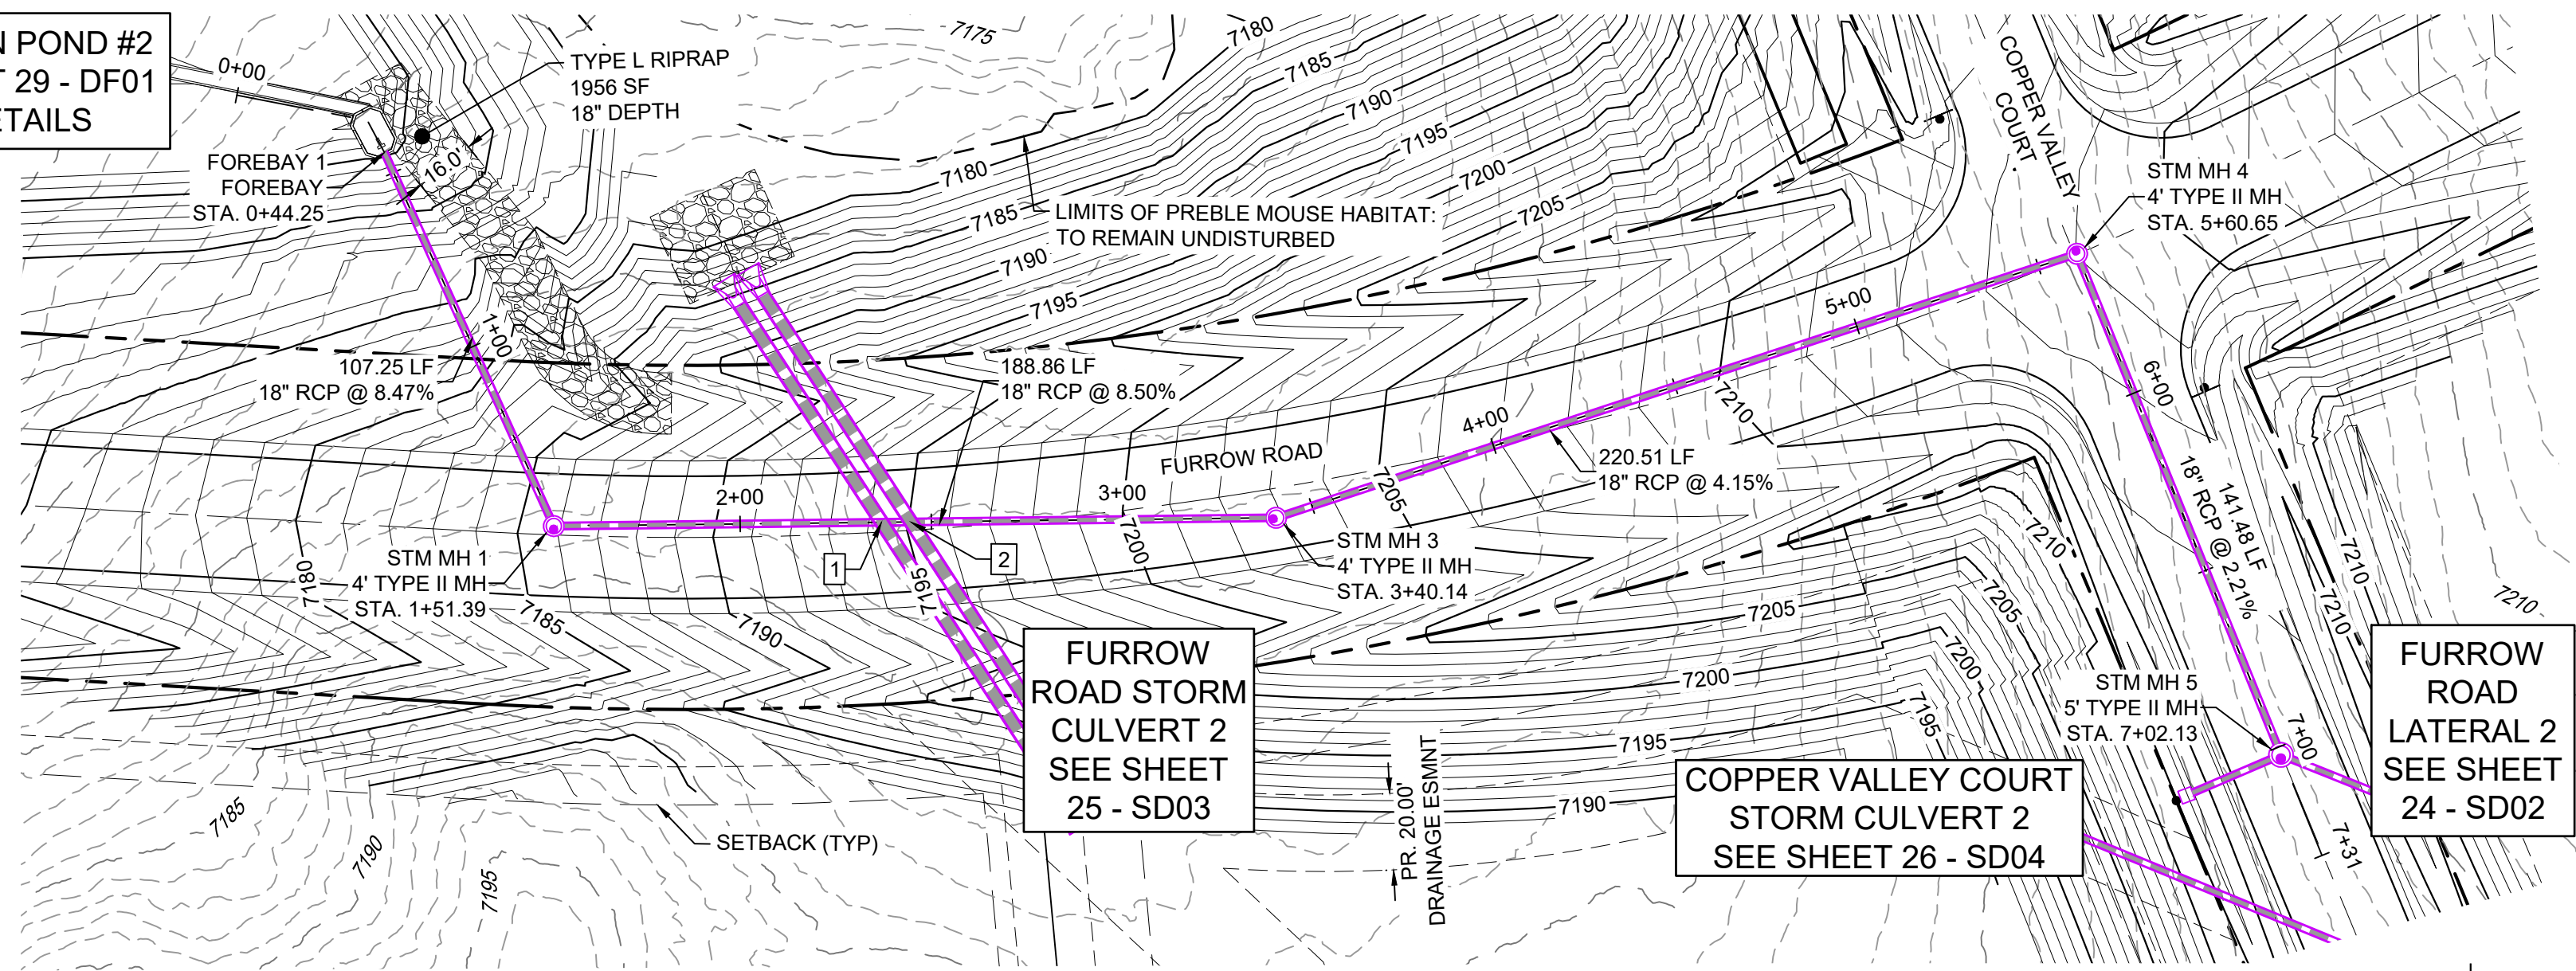 N POND #2
T 29 - DF01
ETAILS
0+00
TYPE L RIPRAP
1956 SF
18" DEPTH
FOREBAY 1
FOREBAY
STA. 0+44.25
16.0'
7175
7180
7185
7190
7195
7200
7205
7180
7185
7190
7195
LIMITS OF PREBLE MOUSE HABITAT:
TO REMAIN UNDISTURBED
COPPER VALLEY
COURT
STM MH 4
4' TYPE II MH
STA. 5+60.65
1+00
107.25 LF
18" RCP @ 8.47%
188.86 LF
18" RCP @ 8.50%
5+00
4+00
7210
6+00
FURROW ROAD
220.51 LF
18" RCP @ 4.15%
7205
2+00
3+00
7200
141.48 LF
18" RCP @ 2.21%
STM MH 1
4' TYPE II MH
STA. 1+51.39
1
2
STM MH 3
4' TYPE II MH
STA. 3+40.14
7180
7185
7190
7195
7210
7205
7200
7195
7205
7200
7195
7190
7210
7210
7210
FURROW
ROAD STORM
CULVERT 2
SEE SHEET
25 - SD03
STM MH 5
5' TYPE II MH
STA. 7+02.13
7+00
7+31
FURROW
ROAD
LATERAL 2
SEE SHEET
24 - SD02
COPPER VALLEY COURT
STORM CULVERT 2
SEE SHEET 26 - SD04
PR. 20.00'
DRAINAGE ESMNT
SETBACK (TYP)
7185
7190
7195